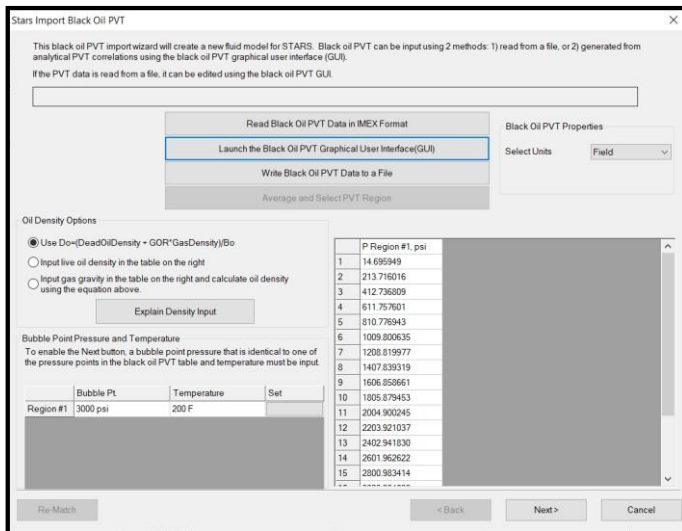 Stars Import Black Oil PVT
This black oil PVT import wizard will create a new fluid model for STARS. Black oil PVT can be input using 2 methods: 1) read from a file, or 2) generated from
analytical PVT correlations using the black oil PVT graphical user interface (GUI).
If the PVT data is read from a file, it can be edited using the black oil PVT GUI.
Read Black Oil PVT Data in IMEX Format
Launch the Black Oil PVT Graphical User Interface(GUI)
Write Black Oil PVT Data to a File
Average and Select PVT Region
Black Oil PVT Properties
Select Units Field
Oil Density Options
Use Do=(DeadOilDensity + GOR*GasDensity)/Bo
Input live oil density in the table on the right
Input gas gravity in the table on the right and calculate oil density
using the equation above.
Explain Density Input
Bubble Point Pressure and Temperature
To enable the Next button, a bubble point pressure that is identical to one of
the pressure points in the black oil PVT table and temperature must be input.
Bubble Pt. Temperature Set
Region #1 3000 psi 200 F
P Region #1, psi
1 14.695949
2 213.716016
3 412.736809
4 611.757601
5 810.776943
6 1009.800635
7 1208.819977
8 1407.839319
9 1606.858661
10 1805.879453
11 2004.900245
12 2203.921037
13 2402.941830
14 2601.962622
15 2800.983414
Re-Match
< Back
Next >
Cancel